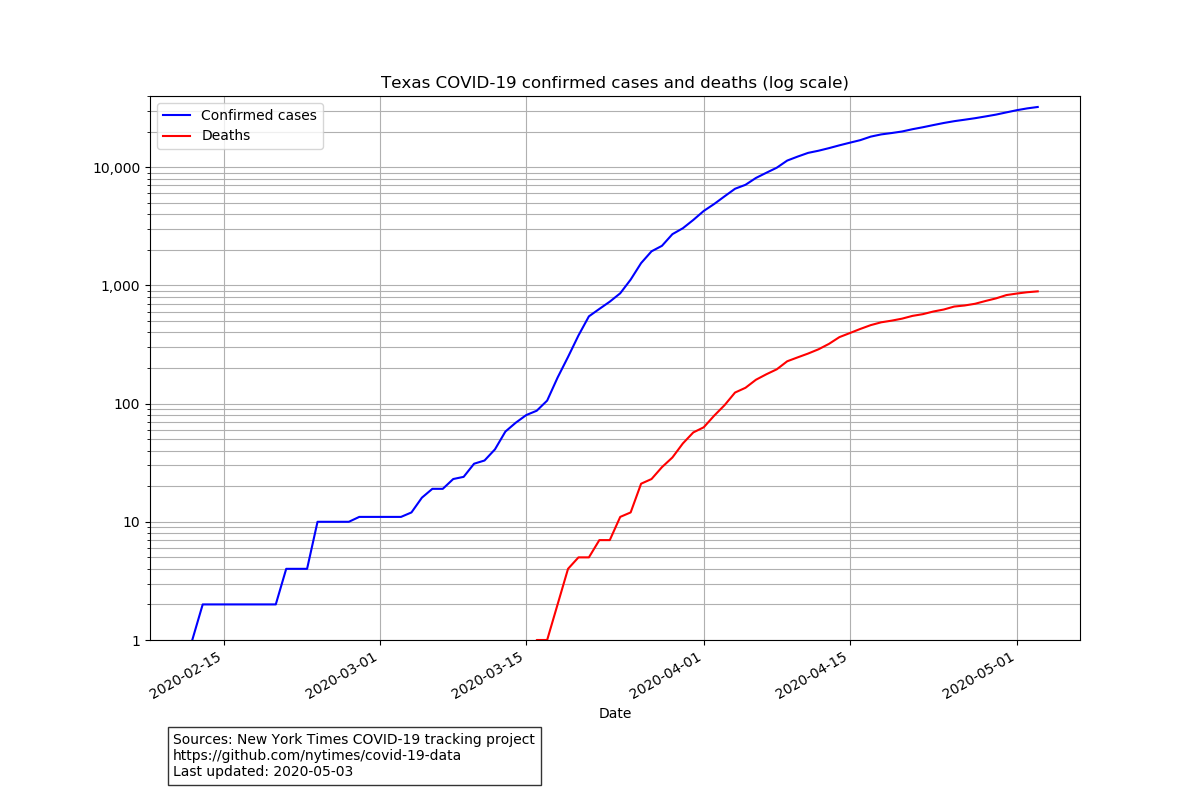 Texas COVID-19 confirmed cases and deaths (log scale)
Confirmed cases
Deaths
10,000
1,000
100
10
1
2020-02-15
2020-03-01
2020-03-15
2020-04-01
2020-04-15
2020-05-01
Date
Sources: New York Times COVID-19 tracking project
https://github.com/nytimes/covid-19-data
Last updated: 2020-05-03